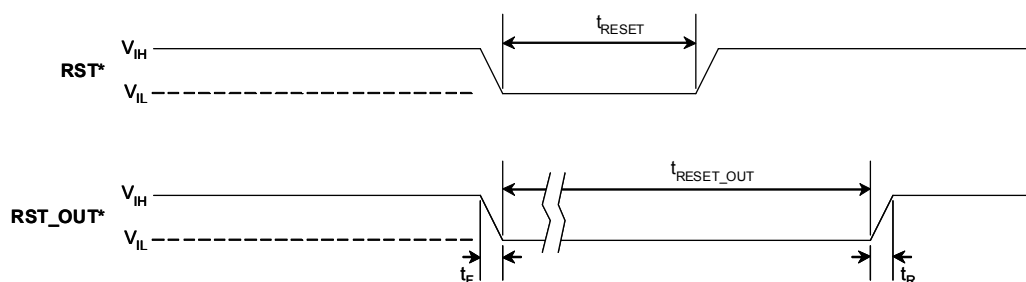 tRESET
VIH
RST*
VIL
tRESET_OUT
VIH
RST_OUT*
VIL
tF
tR